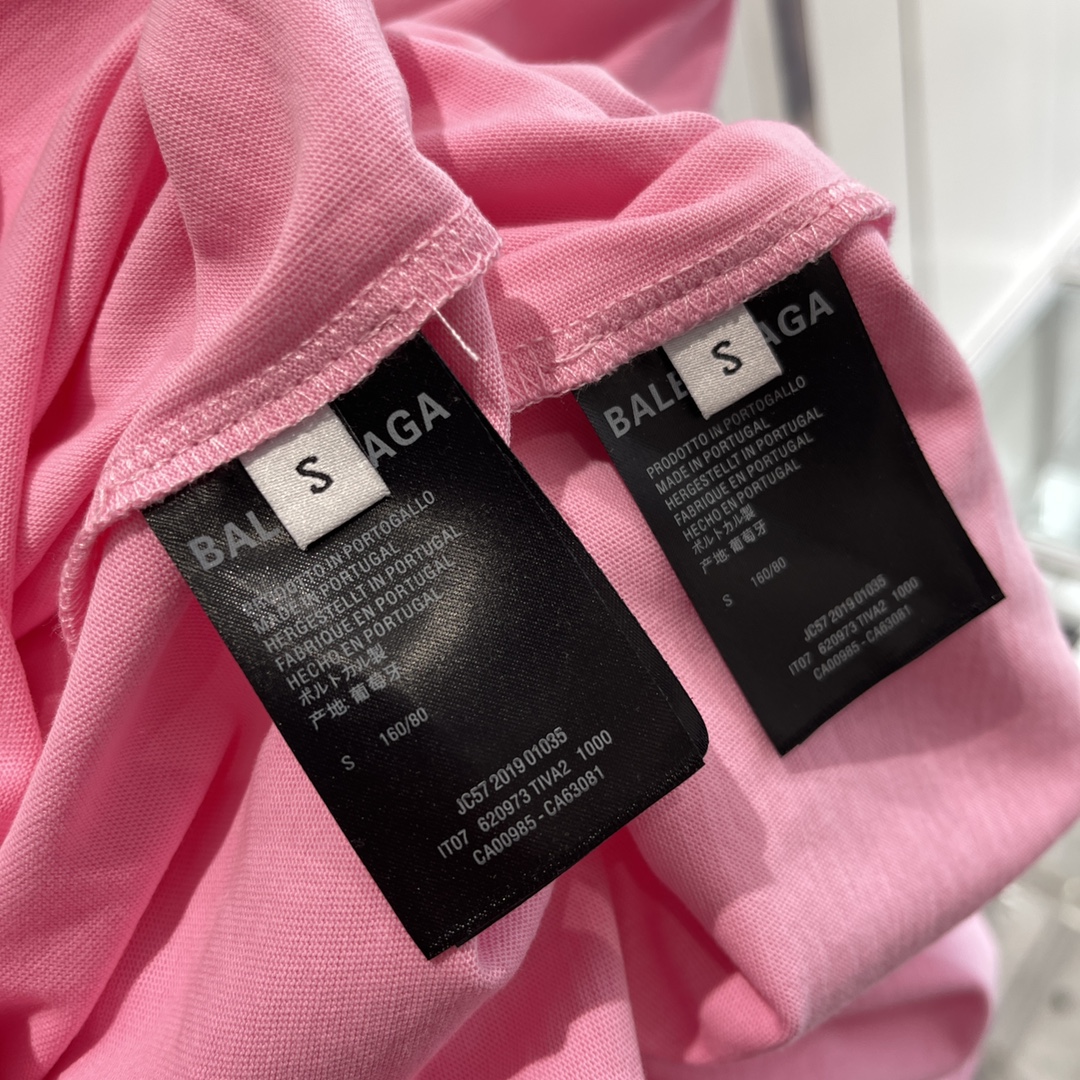 S
BAL AGA
PRODOTTO IN PORTOGALLO
MADE IN PORTUGAL
HERGESTELLT IN PORTUGAL
FABRIQUE EN PORTUGAL
HECHO EN PORTUGAL
ポルトカル製
产地: 葡萄牙
S 160/80
JC57 2019 01035
IT07 620973 TIVA2 1000
CA00985 - CA63081
S
BALE AGA
PRODOTTO IN PORTOGALLO
MADE IN PORTUGAL
HERGESTELLT IN PORTUGAL
FABRIQUE EN PORTUGAL
HECHO EN PORTUGAL
ポルトカル製
产地: 葡萄牙
S 160/80
JC57 2019 01035
IT07 620973 TIVA2 1000
CA00985 - CA63081